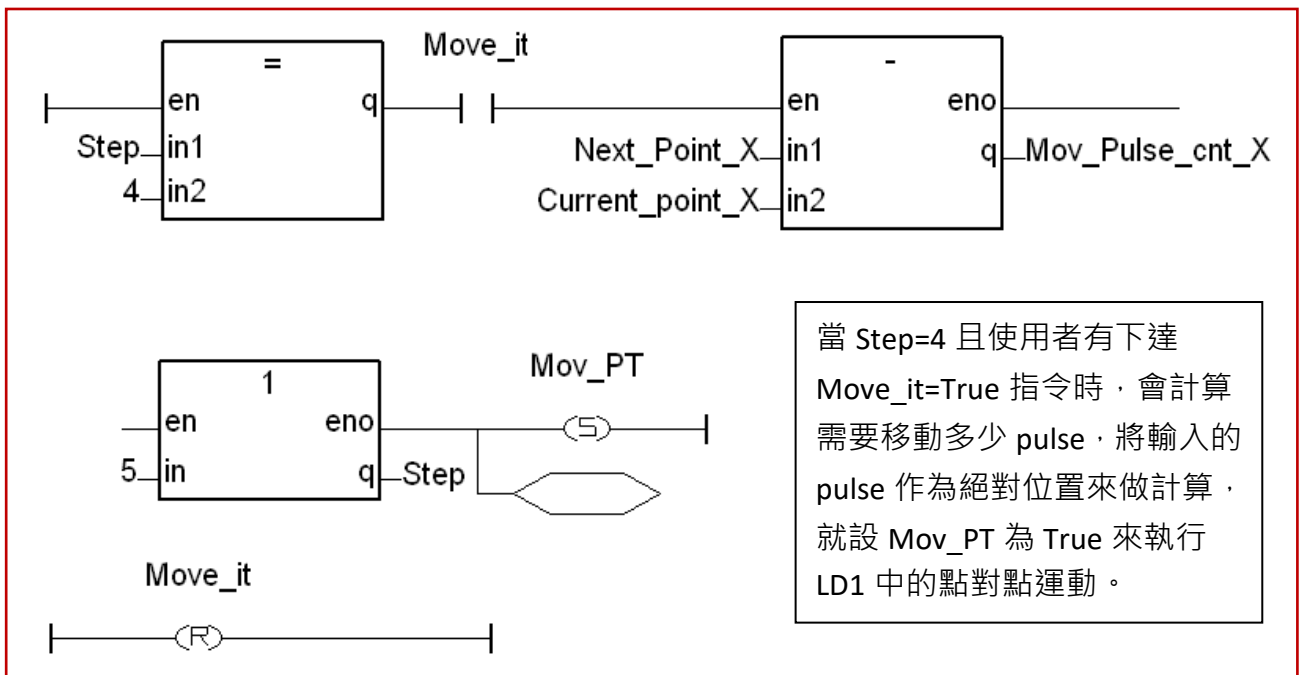 Move_it
= -
en q en eno
Step in1 Next_Point_X in1 q Mov_Pulse_cnt_X
4 in2 Current_point_X in2
Mov_PT
1
en eno (S)
5 in q Step
Move_it
(R)
當 Step=4 且使用者有下達
Move_it=True 指令時，會計算
需要移動多少 pulse，將輸入的
pulse 作為絕對位置來做計算，
就設 Mov_PT 為 True 來執行
LD1 中的點對點運動。